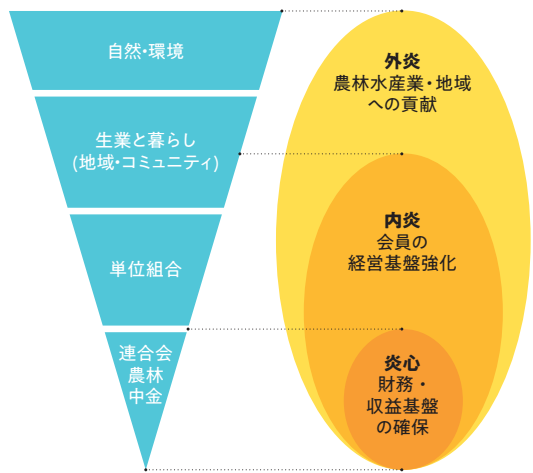 自然・環境
生業と暮らし
(地域・コミュニティ)
単位組合
連合会
農林
中金
外炎
農林水産業・地域
への貢献
内炎
会員の
経営基盤強化
炎心
財務・
収益基盤
の確保